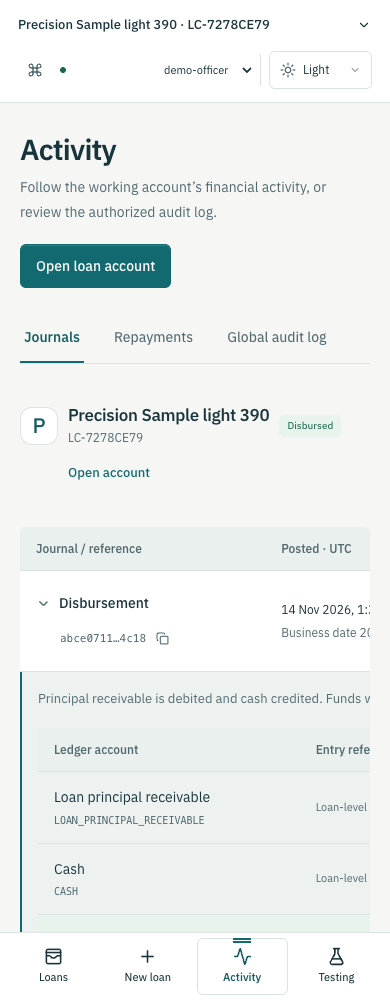 Precision Sample light 390 · LC-7278CE79
⌘ demo-officer Light
Activity
Follow the working account’s financial activity, or
review the authorized audit log.
Open loan account
Journals Repayments Global audit log
P Precision Sample light 390 Disbursed
LC-7278CE79
Open account
Journal / reference Posted · UTC
Disbursement 14 Nov 2026, 1:
abce0711…4c18 Business date 20
Principal receivable is debited and cash credited. Funds
Ledger account Entry refe
Loan principal receivable
LOAN_PRINCIPAL_RECEIVABLE Loan-level
Cash
CASH Loan-level
Loans New loan Activity Testing